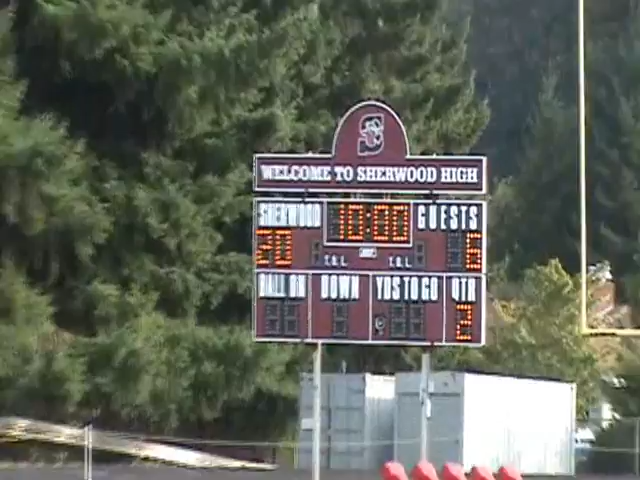 S
WELCOME TO SHERWOOD HIGH
SHERWOOD 10:00 GUESTS
20 T.O.L. T.O.L. 6
BALL ON DOWN YDS TO GO QTR
2